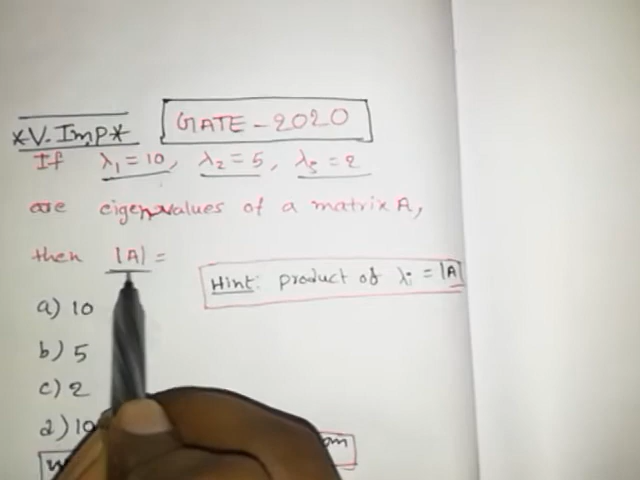 *V.Imp*
GATE-2020
If λ₁ = 10, λ₂ = 5, λ₃ = 2
are eigenvalues of a matrix A,
then |A| =
Hint: product of λᵢ = |A|
a) 10
b) 5
c) 2
d) 10